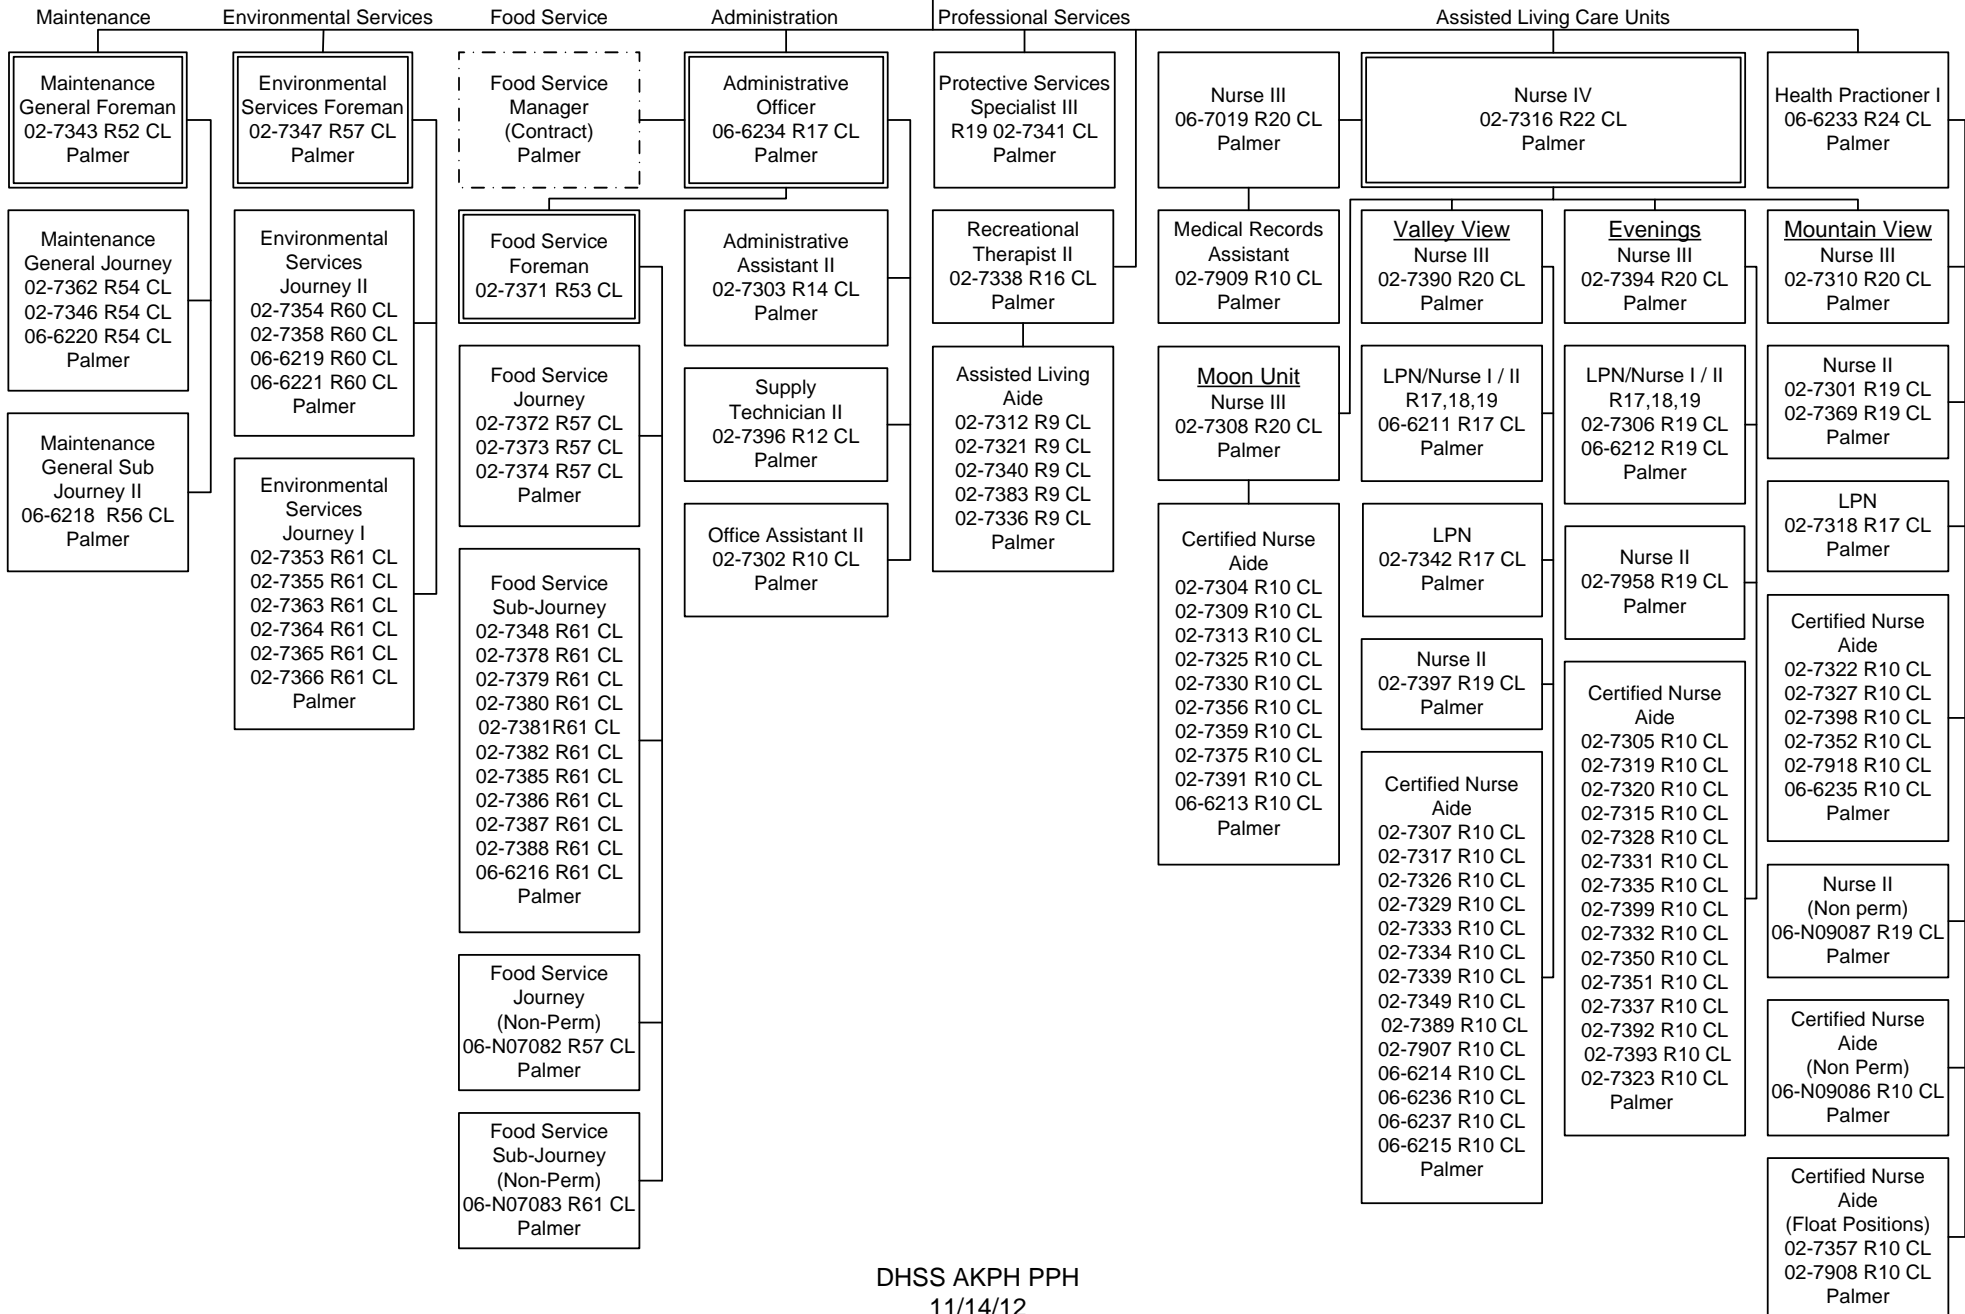 Maintenance
Environmental Services
Food Service
Administration
Professional Services
Assisted Living Care Units
Maintenance
General Foreman
02-7343 R52 CL
Palmer
Maintenance
General Journey
02-7362 R54 CL
02-7346 R54 CL
06-6220 R54 CL
Palmer
Maintenance
General Sub
Journey II
06-6218  R56 CL
Palmer
Environmental
Services Foreman
02-7347 R57 CL
Palmer
Environmental
Services
Journey II
02-7354 R60 CL
02-7358 R60 CL
06-6219 R60 CL
06-6221 R60 CL
Palmer
Environmental
Services
Journey I
02-7353 R61 CL
02-7355 R61 CL
02-7363 R61 CL
02-7364 R61 CL
02-7365 R61 CL
02-7366 R61 CL
Palmer
Food Service
Manager
(Contract)
Palmer
Food Service
Foreman
02-7371 R53 CL
Food Service
Journey
02-7372 R57 CL
02-7373 R57 CL
02-7374 R57 CL
Palmer
Food Service
Sub-Journey
02-7348 R61 CL
02-7378 R61 CL
02-7379 R61 CL
02-7380 R61 CL
02-7381R61 CL
02-7382 R61 CL
02-7385 R61 CL
02-7386 R61 CL
02-7387 R61 CL
02-7388 R61 CL
06-6216 R61 CL
Palmer
Food Service
Journey
(Non-Perm)
06-N07082 R57 CL
Palmer
Food Service
Sub-Journey
(Non-Perm)
06-N07083 R61 CL
Palmer
Administrative
Officer
06-6234 R17 CL
Palmer
Administrative
Assistant II
02-7303 R14 CL
Palmer
Supply
Technician II
02-7396 R12 CL
Palmer
Office Assistant II
02-7302 R10 CL
Palmer
Protective Services
Specialist III
R19 02-7341 CL
Palmer
Recreational
Therapist II
02-7338 R16 CL
Palmer
Assisted Living
Aide
02-7312 R9 CL
02-7321 R9 CL
02-7340 R9 CL
02-7383 R9 CL
02-7336 R9 CL
Palmer
Nurse III
06-7019 R20 CL
Palmer
Medical Records
Assistant
02-7909 R10 CL
Palmer
Moon Unit
Nurse III
02-7308 R20 CL
Palmer
Certified Nurse
Aide
02-7304 R10 CL
02-7309 R10 CL
02-7313 R10 CL
02-7325 R10 CL
02-7330 R10 CL
02-7356 R10 CL
02-7359 R10 CL
02-7375 R10 CL
02-7391 R10 CL
06-6213 R10 CL
Palmer
Nurse IV
02-7316 R22 CL
Palmer
Valley View
Nurse III
02-7390 R20 CL
Palmer
LPN/Nurse I / II
R17,18,19
06-6211 R17 CL
Palmer
LPN
02-7342 R17 CL
Palmer
Nurse II
02-7397 R19 CL
Palmer
Certified Nurse
Aide
02-7307 R10 CL
02-7317 R10 CL
02-7326 R10 CL
02-7329 R10 CL
02-7333 R10 CL
02-7334 R10 CL
02-7339 R10 CL
02-7349 R10 CL
02-7389 R10 CL
02-7907 R10 CL
06-6214 R10 CL
06-6236 R10 CL
06-6237 R10 CL
06-6215 R10 CL
Palmer
Evenings
Nurse III
02-7394 R20 CL
Palmer
LPN/Nurse I / II
R17,18,19
02-7306 R19 CL
06-6212 R19 CL
Palmer
Nurse II
02-7958 R19 CL
Palmer
Certified Nurse
Aide
02-7305 R10 CL
02-7319 R10 CL
02-7320 R10 CL
02-7315 R10 CL
02-7328 R10 CL
02-7331 R10 CL
02-7335 R10 CL
02-7399 R10 CL
02-7332 R10 CL
02-7350 R10 CL
02-7351 R10 CL
02-7337 R10 CL
02-7392 R10 CL
02-7393 R10 CL
02-7323 R10 CL
Palmer
Health Practioner I
06-6233 R24 CL
Palmer
Mountain View
Nurse III
02-7310 R20 CL
Palmer
Nurse II
02-7301 R19 CL
02-7369 R19 CL
Palmer
LPN
02-7318 R17 CL
Palmer
Certified Nurse
Aide
02-7322 R10 CL
02-7327 R10 CL
02-7398 R10 CL
02-7352 R10 CL
02-7918 R10 CL
06-6235 R10 CL
Palmer
Nurse II
(Non perm)
06-N09087 R19 CL
Palmer
Certified Nurse
Aide
(Non Perm)
06-N09086 R10 CL
Palmer
Certified Nurse
Aide
(Float Positions)
02-7357 R10 CL
02-7908 R10 CL
Palmer
DHSS AKPH PPH
11/14/12